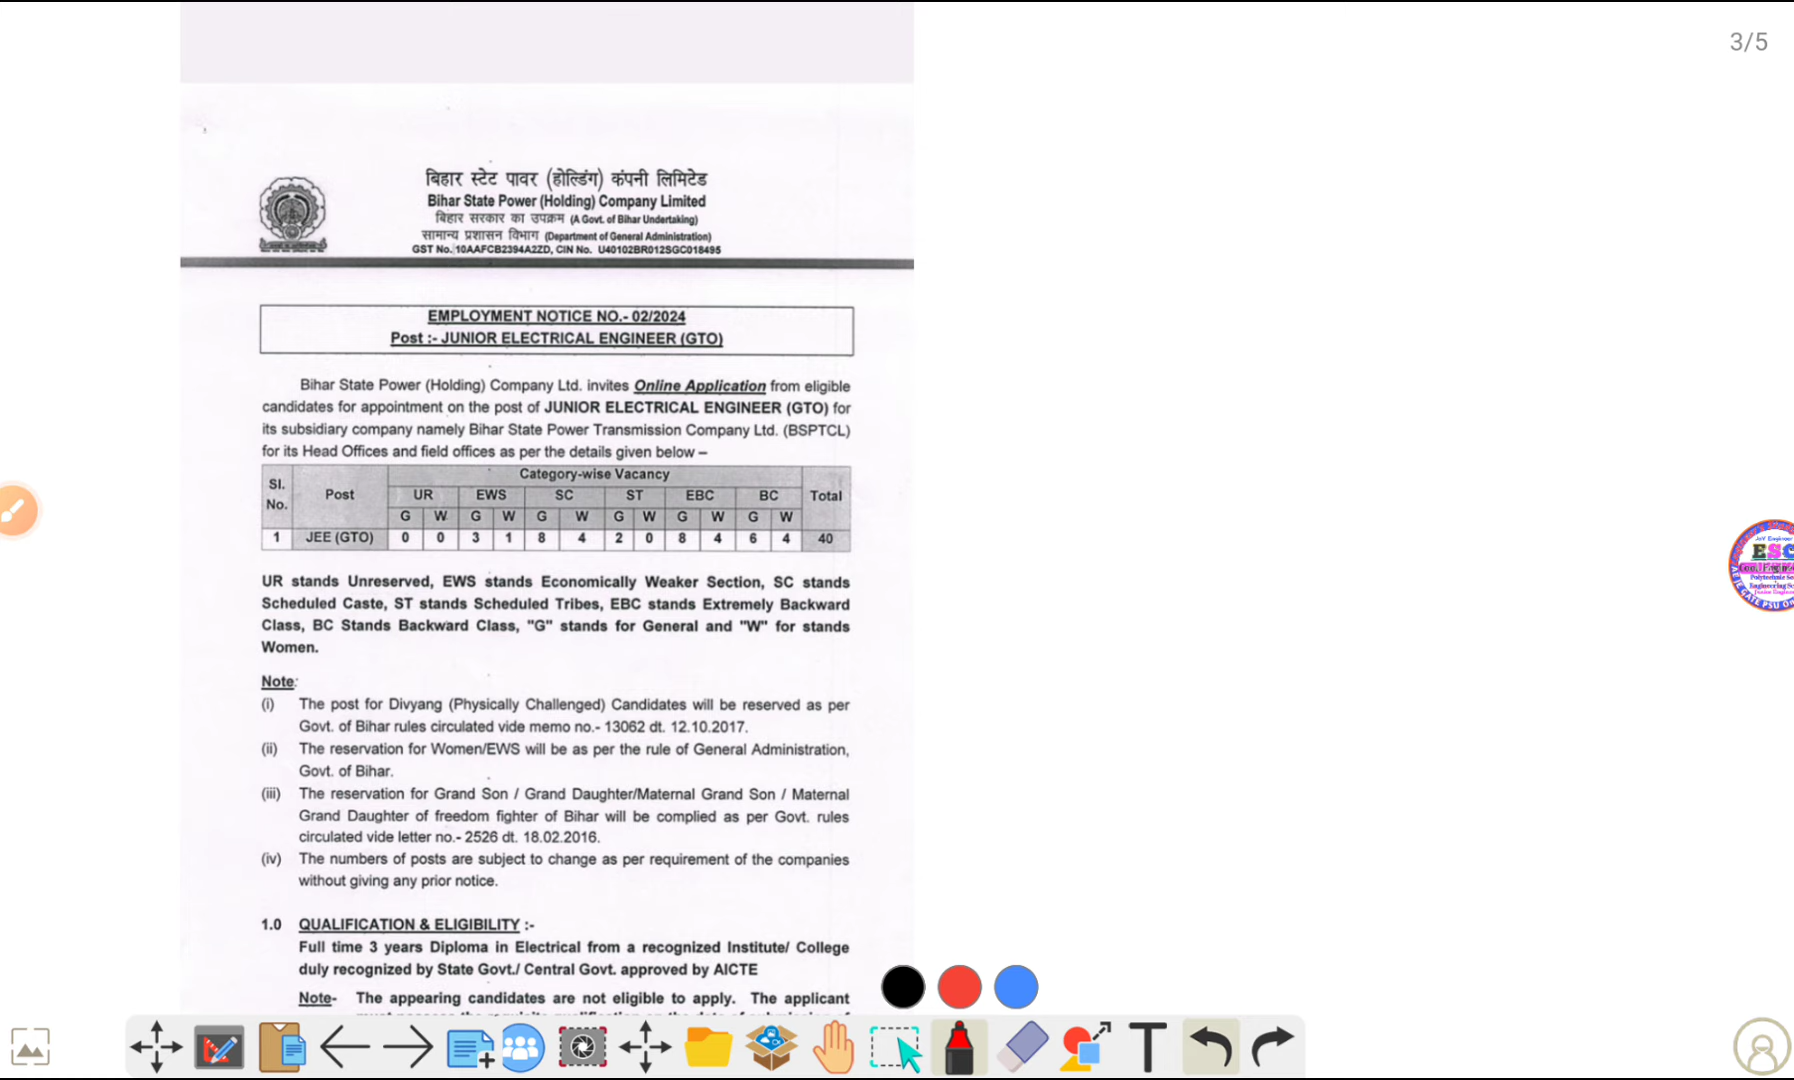 3/5
बिहार स्टेट पावर (होल्डिंग) कंपनी लिमिटेड
Bihar State Power (Holding) Company Limited
बिहार सरकार का उपक्रम (A Govt. of Bihar Undertaking)
सामान्य प्रशासन विभाग (Department of General Administration)
GST No. 10AAFCB2394A2ZD, CIN No. U40102BR012SGC018495
EMPLOYMENT NOTICE NO.- 02/2024
Post :- JUNIOR ELECTRICAL ENGINEER (GTO)
Bihar State Power (Holding) Company Ltd. invites Online Application from eligible
candidates for appointment on the post of JUNIOR ELECTRICAL ENGINEER (GTO) for
its subsidiary company namely Bihar State Power Transmission Company Ltd. (BSPTCL)
for its Head Offices and field offices as per the details given below –
Sl. No. Post Category-wise Vacancy Total
UR EWS SC ST EBC BC
G W G W G W G W G W G W
1 JEE (GTO) 0 0 3 1 8 4 2 0 8 4 6 4 40
UR stands Unreserved, EWS stands Economically Weaker Section, SC stands
Scheduled Caste, ST stands Scheduled Tribes, EBC stands Extremely Backward
Class, BC Stands Backward Class, "G" stands for General and "W" for stands
Women.
Note:
(i) The post for Divyang (Physically Challenged) Candidates will be reserved as per
Govt. of Bihar rules circulated vide memo no.- 13062 dt. 12.10.2017.
(ii) The reservation for Women/EWS will be as per the rule of General Administration,
Govt. of Bihar.
(iii) The reservation for Grand Son / Grand Daughter/Maternal Grand Son / Maternal
Grand Daughter of freedom fighter of Bihar will be complied as per Govt. rules
circulated vide letter no.- 2526 dt. 18.02.2016.
(iv) The numbers of posts are subject to change as per requirement of the companies
without giving any prior notice.
1.0 QUALIFICATION & ELIGIBILITY :-
Full time 3 years Diploma in Electrical from a recognized Institute/ College
duly recognized by State Govt./ Central Govt. approved by AICTE
Note- The appearing candidates are not eligible to apply. The applicant
ESC
GATE PSU